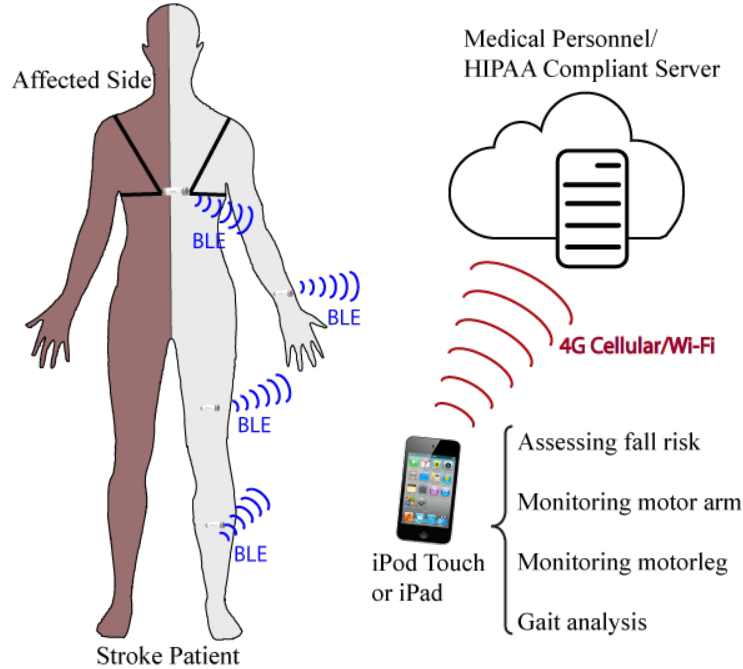 Medical Personnel/
HIPAA Compliant Server
Affected Side
BLE
BLE
4G Cellular/Wi-Fi
BLE
Assessing fall risk
Monitoring motor arm
BLE
iPod Touch
or iPad
Monitoring motorleg
Gait analysis
Stroke Patient